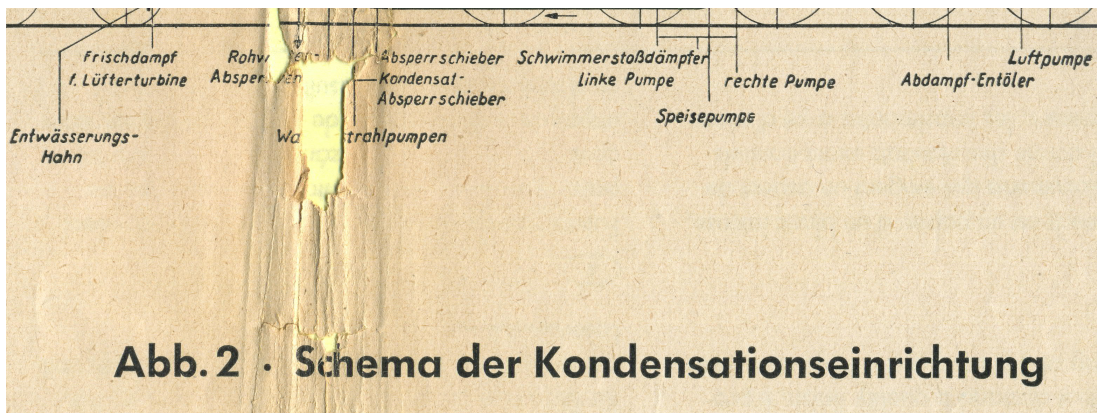 Frischdampf
f. Lüfterturbine
Absperrschieber
Kondensat-
Absperrschieber
Schwimmerstoßdämpfer
linke Pumpe
rechte Pumpe
Speisepumpe
Abdampf-Entöler
Luftpumpe
Entwässerungs-
Hahn
strahlpumpen
Abb. 2 · Schema der Kondensationseinrichtung